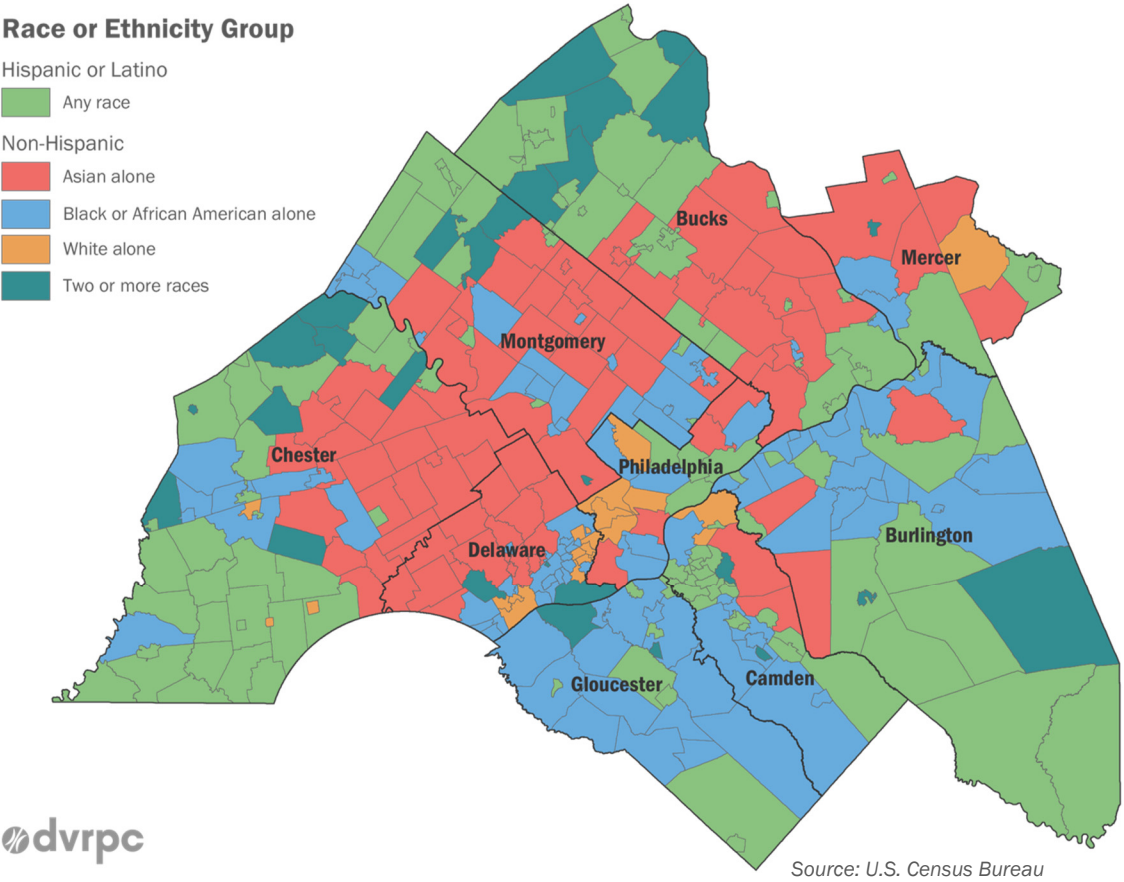 Race or Ethnicity Group
Hispanic or Latino
Any race
Non-Hispanic
Asian alone
Black or African American alone
White alone
Two or more races
Bucks
Mercer
Montgomery
Chester
Philadelphia
Burlington
Delaware
Gloucester
Camden
dvrpc
Source: U.S. Census Bureau